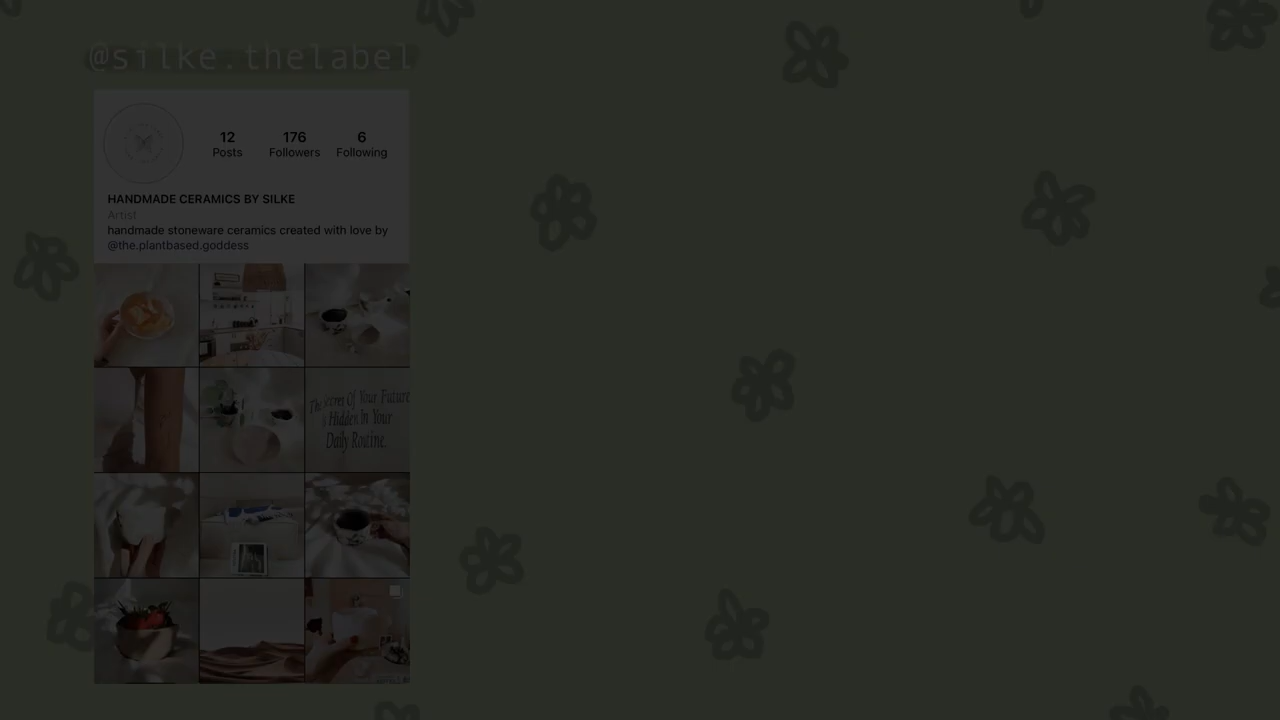 @silke.thelabel
12 176 6
Posts Followers Following
HANDMADE CERAMICS BY SILKE
Artist
handmade stoneware ceramics created with love by
@the.plantbased.goddess
The Secret Of Your Future
is Hidden In Your
Daily Routine.